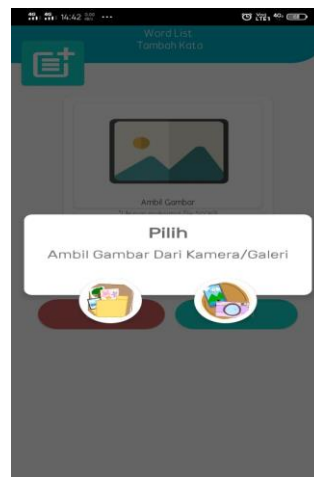 14:42
Word List
Tambah Kata
Ambil Gambar
Pilih
Ambil Gambar Dari Kamera/Galeri